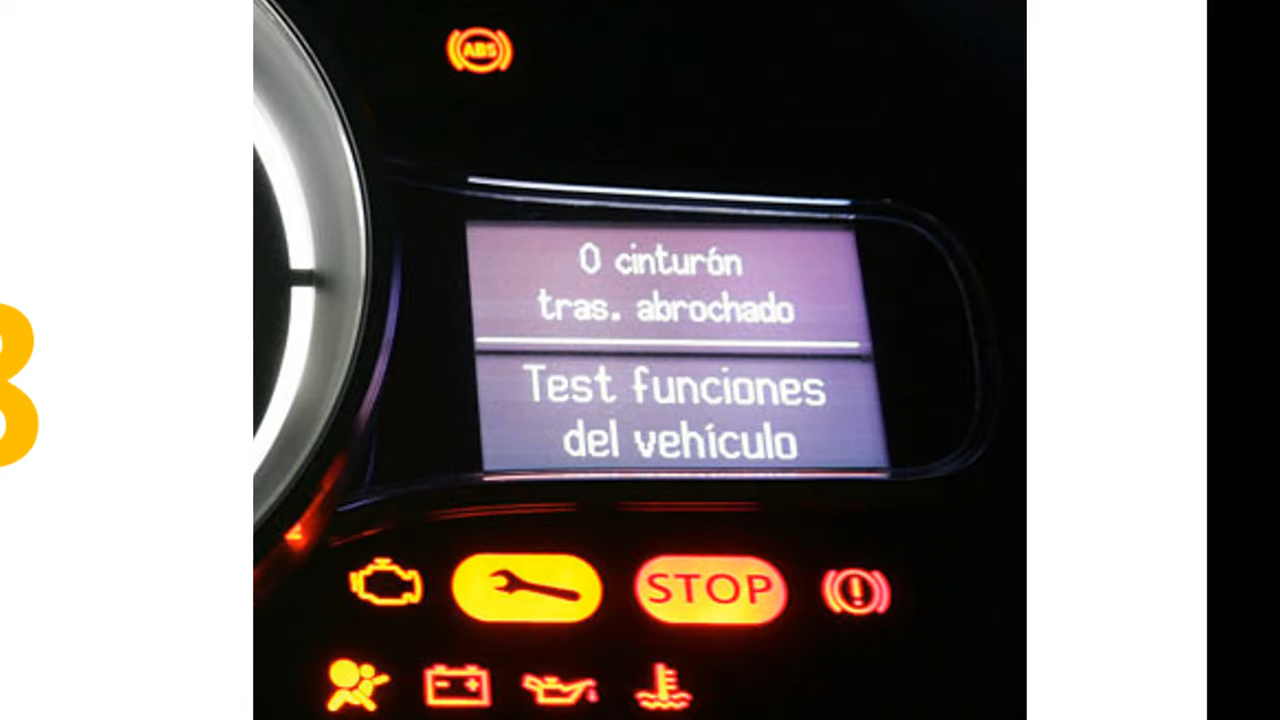 ABS
0 cinturón
tras. abrochado
Test funciones
del vehículo
STOP